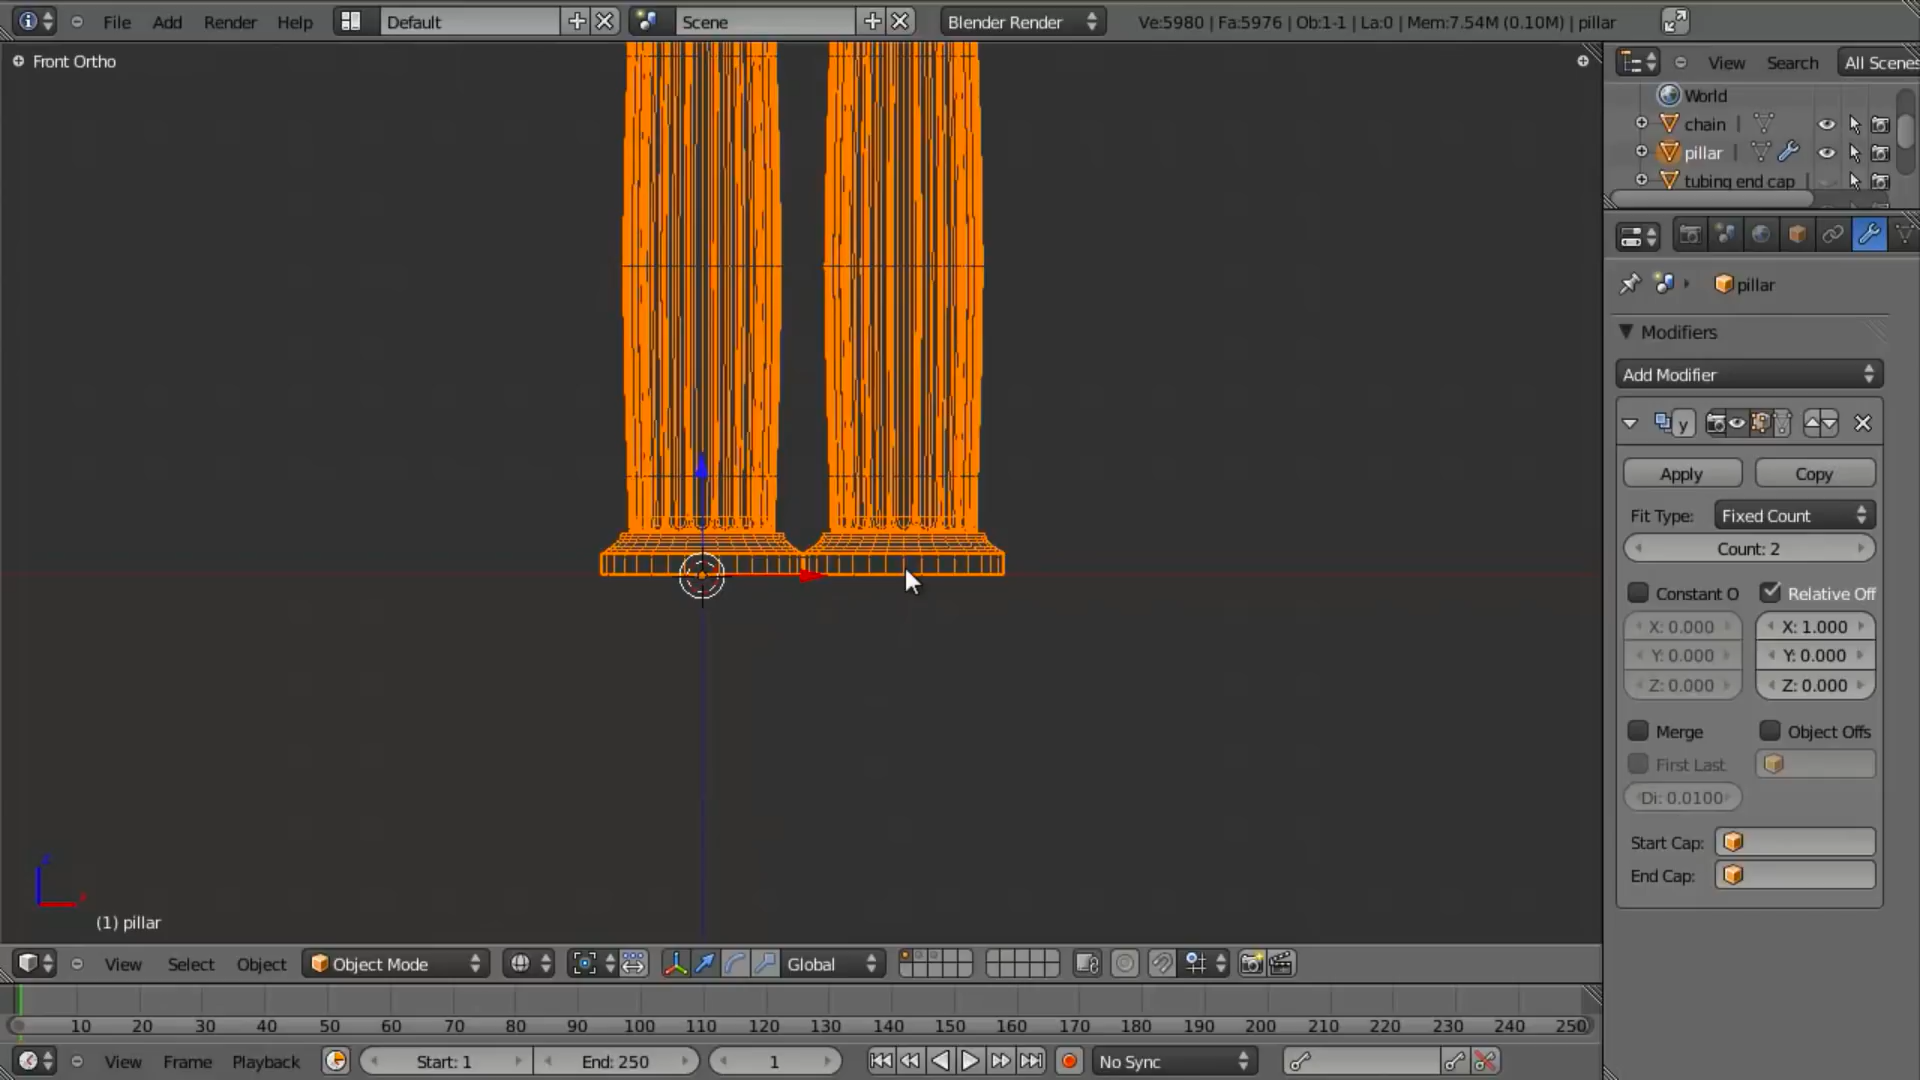 File Add Render Help Default Scene Blender Render Ve:5980 | Fa:5976 | Ob:1-1 | La:0 | Mem:7.54M (0.10M) | pillar
Front Ortho
View Search All Scenes
World
chain
pillar
tubing end cap
pillar
Modifiers
Add Modifier
y
Apply Copy
Fit Type: Fixed Count
Count: 2
Constant O Relative Off
X: 0.000 X: 1.000
Y: 0.000 Y: 0.000
Z: 0.000 Z: 0.000
Merge Object Offs
First Last
Di: 0.0100
Start Cap:
End Cap:
(1) pillar
View Select Object Object Mode Global
10 20 30 40 50 60 70 80 90 100 110 120 130 140 150 160 170 180 190 200 210 220 230 240 250
View Frame Playback Start: 1 End: 250 1 No Sync